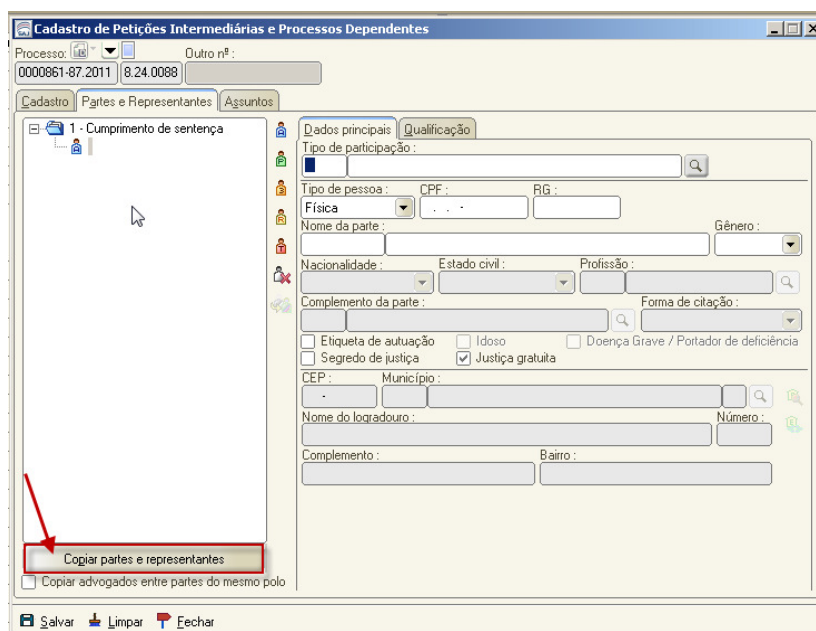 Cadastro de Petições Intermediárias e Processos Dependentes
Processo: Outro nº :
0000861-87.2011 8.24.0088
Cadastro Partes e Representantes Assuntos
1 - Cumprimento de sentença
Dados principais Qualificação
Tipo de participação :
Tipo de pessoa : CPF : RG :
Física . . -
Nome da parte : Gênero :
Nacionalidade : Estado civil : Profissão :
Complemento da parte : Forma de citação :
Etiqueta de autuação Idoso Doença Grave / Portador de deficiência
Segredo de justiça Justiça gratuita
CEP : Município :
-
Nome do logradouro : Número :
Complemento : Bairro :
Copiar partes e representantes
Copiar advogados entre partes do mesmo polo
Salvar Limpar Fechar